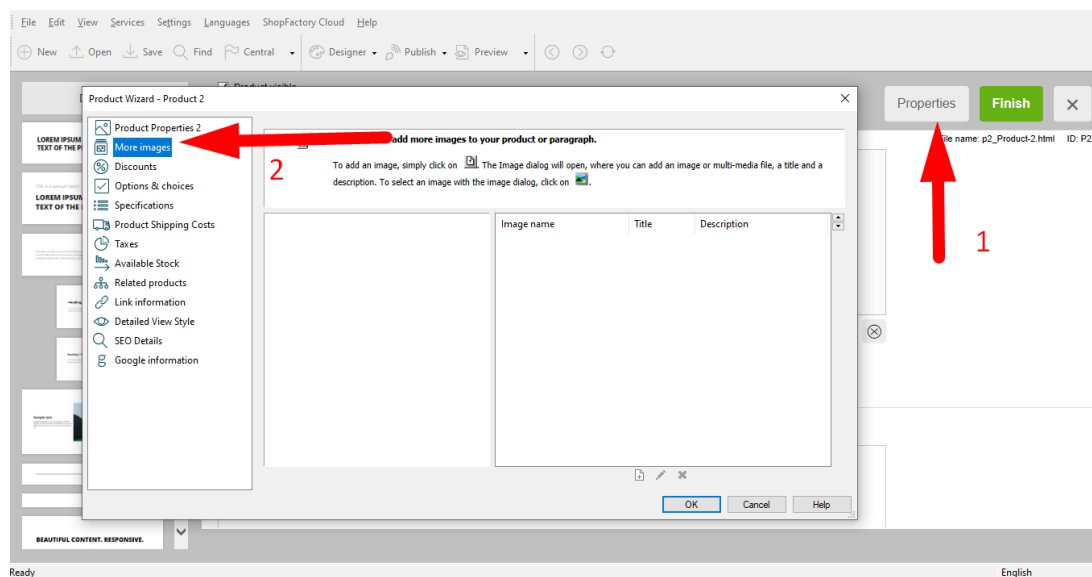 File Edit View Services Settings Languages ShopFactory Cloud Help
New Open Save Find Central Designer Publish Preview
Product Wizard - Product 2
Properties Finish
File name: p2_Product-2.html ID: P2
LOREM IPSUM
TEXT OF THE P
LOREM IPSUM
TEXT OF THE
BEAUTIFUL CONTENT. RESPONSIVE.
Product Properties 2
More images
Discounts
Options & choices
Specifications
Product Shipping Costs
Taxes
Available Stock
Related products
Link information
Detailed View Style
SEO Details
Google information
2
add more images to your product or paragraph.
To add an image, simply click on . The Image dialog will open, where you can add an image or multi-media file, a title and a
description. To select an image with the image dialog, click on .
Image name Title Description
1
OK Cancel Help
Ready English